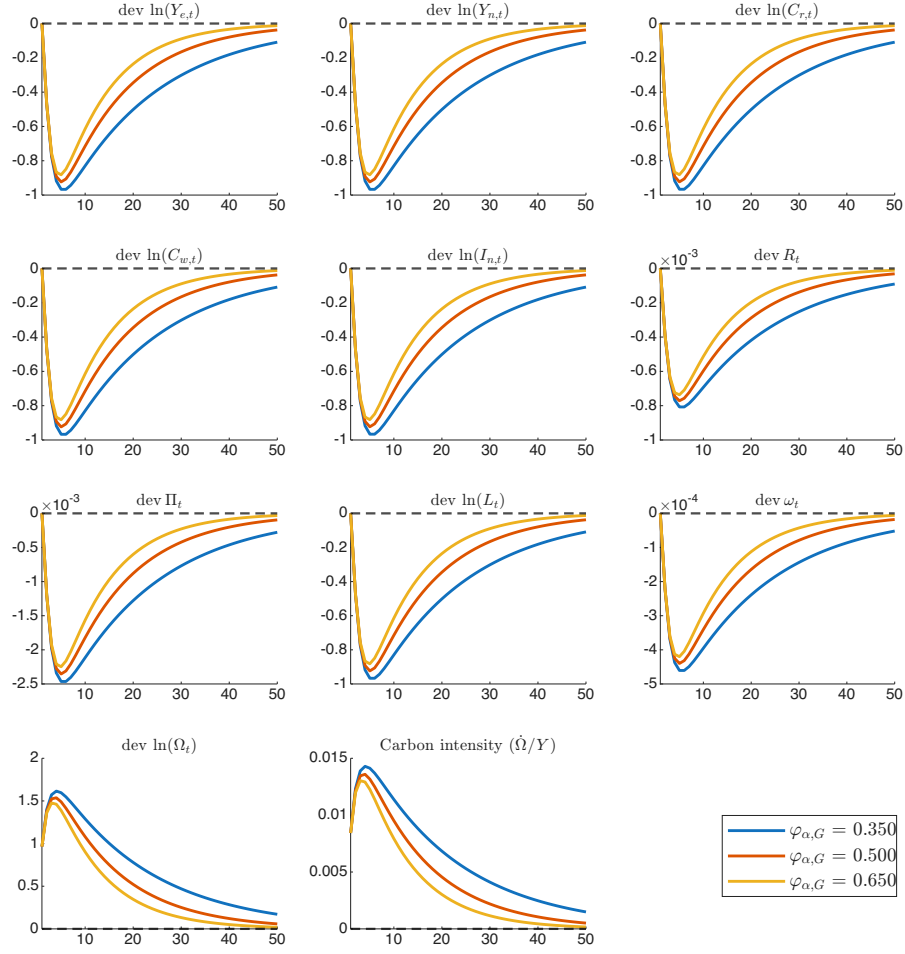 dev ln(Y_{e,t})
0
-0.2
-0.4
-0.6
-0.8
-1
10 20 30 40 50
dev ln(Y_{n,t})
0
-0.2
-0.4
-0.6
-0.8
-1
10 20 30 40 50
dev ln(C_{r,t})
0
-0.2
-0.4
-0.6
-0.8
-1
10 20 30 40 50
dev ln(C_{w,t})
0
-0.2
-0.4
-0.6
-0.8
-1
10 20 30 40 50
dev ln(I_{n,t})
0
-0.2
-0.4
-0.6
-0.8
-1
10 20 30 40 50
dev R_t
×10⁻³
0
-0.2
-0.4
-0.6
-0.8
-1
10 20 30 40 50
dev Π_t
×10⁻³
0
-0.5
-1
-1.5
-2
-2.5
10 20 30 40 50
dev ln(L_t)
0
-0.2
-0.4
-0.6
-0.8
-1
10 20 30 40 50
dev ω_t
×10⁻⁴
0
-1
-2
-3
-4
-5
10 20 30 40 50
dev ln(Ω_t)
2
1.5
1
0.5
0
10 20 30 40 50
Carbon intensity (Ω̇/Y)
0.015
0.01
0.005
0
10 20 30 40 50
φ_{α,G} = 0.350
φ_{α,G} = 0.500
φ_{α,G} = 0.650